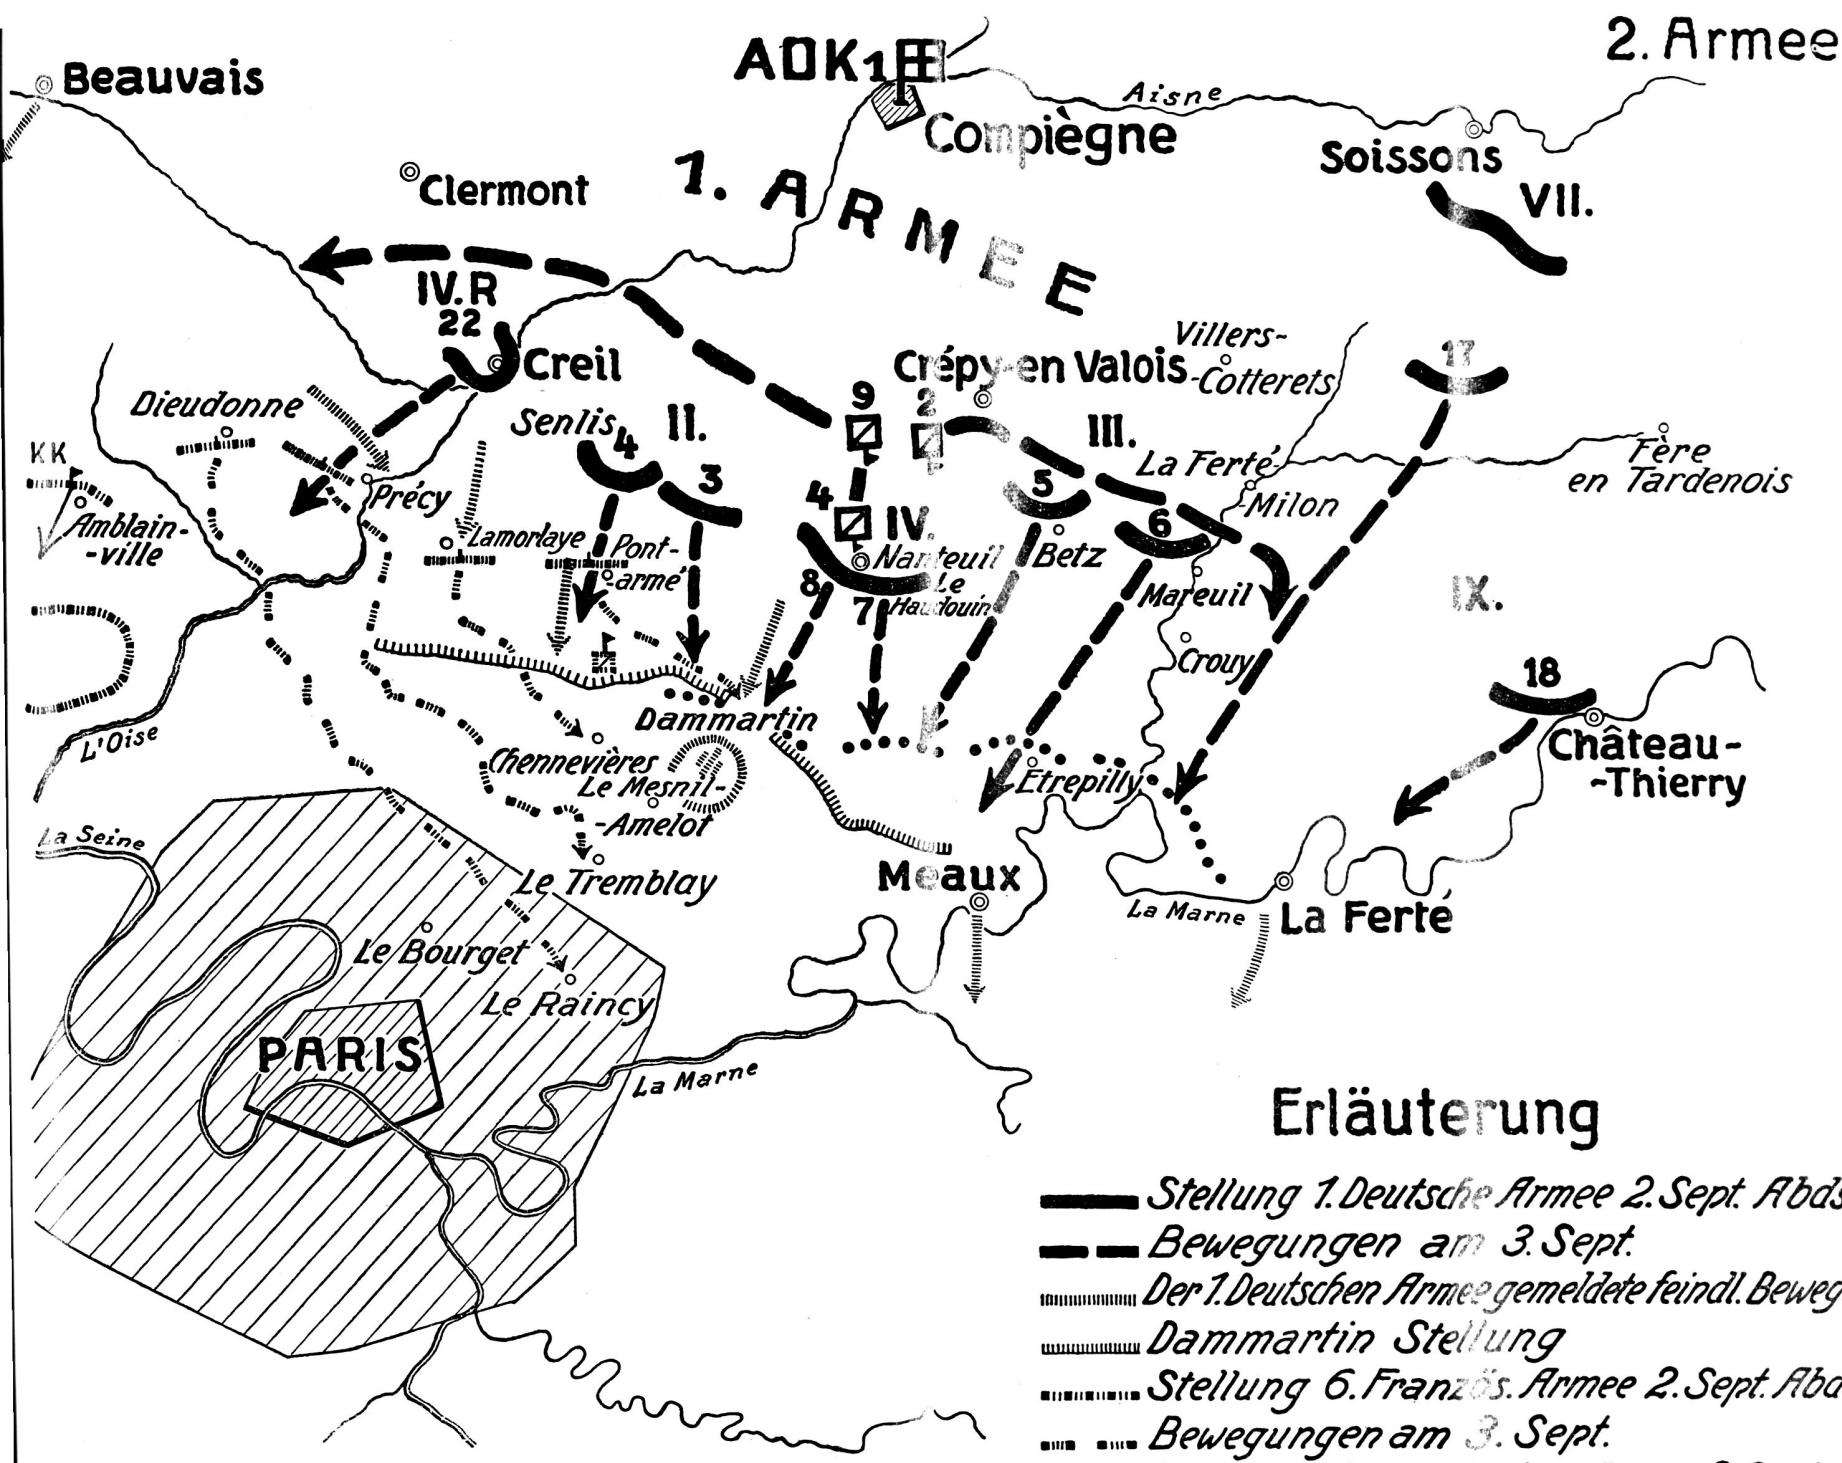 2. Armee
AOK1
Beauvais
Aisne
Compiègne
Soissons
VII.
Clermont
1. ARMEE
IV.R
22
Creil
Villers-
-Cotterets
Crépy-en Valois
17
9
2
Dieudonne
Senlis
4
II.
3
III.
La Ferté-
-Milon
Fère
en Tardenois
KK
Précy
5
6
4
IV.
Amblain-
-ville
Lamorlaye
Pont-
-armé
Nanteuil
Le
Haudouin
Betz
8
7
Mareuil
IX.
Crouy
18
L'Oise
Dammartin
Château-
-Thierry
Chennevières
Le Mesnil-
-Amelot
Etrepilly
La Seine
Le Tremblay
Meaux
La Marne
La Ferté
Le Bourget
Le Raincy
PARIS
La Marne
Erläuterung
Stellung 1.Deutsche Armee 2.Sept. Abds
Bewegungen am 3.Sept.
Der 1.Deutschen Armee gemeldete feindl. Beweg
Dammartin Stellung
Stellung 6.Französ. Armee 2.Sept. Abd
Bewegungen am 3. Sept.